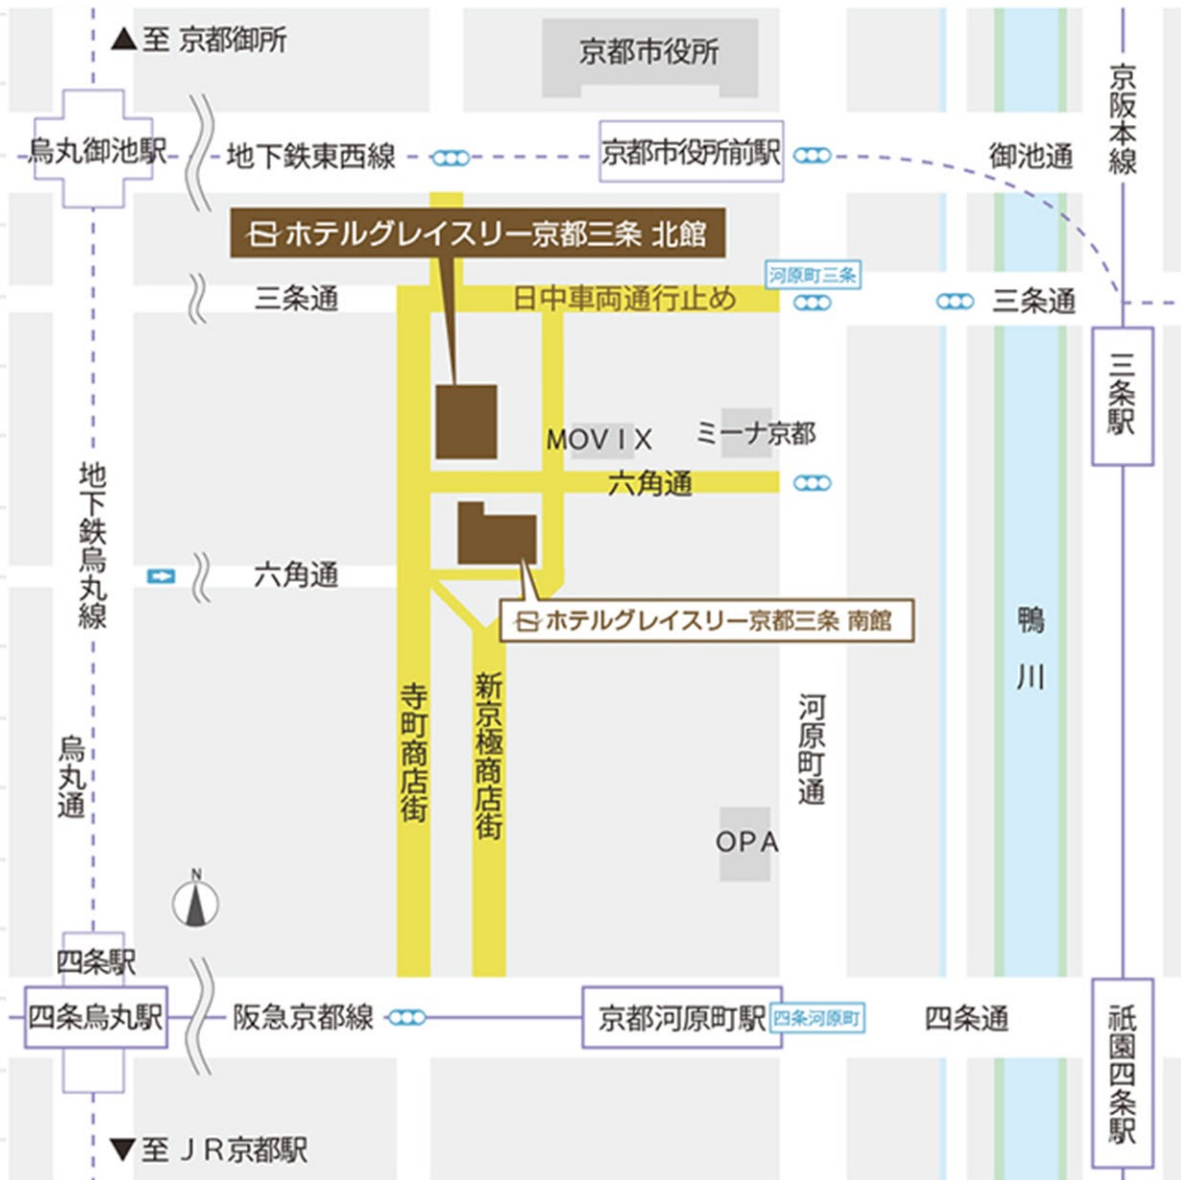 ▲至 京都御所
京都市役所
京阪本線
烏丸御池駅
地下鉄東西線
京都市役所前駅
御池通
ホテルグレイスリー京都三条 北館
河原町三条
三条通
日中車両通行止め
三条通
三条駅
MOVIX
ミーナ京都
六角通
地下鉄烏丸線
六角通
ホテルグレイスリー京都三条 南館
鴨川
寺町商店街
新京極商店街
河原町通
烏丸通
OPA
N
四条駅
四条烏丸駅
阪急京都線
京都河原町駅
四条河原町
四条通
祇園四条駅
▼至 JR京都駅